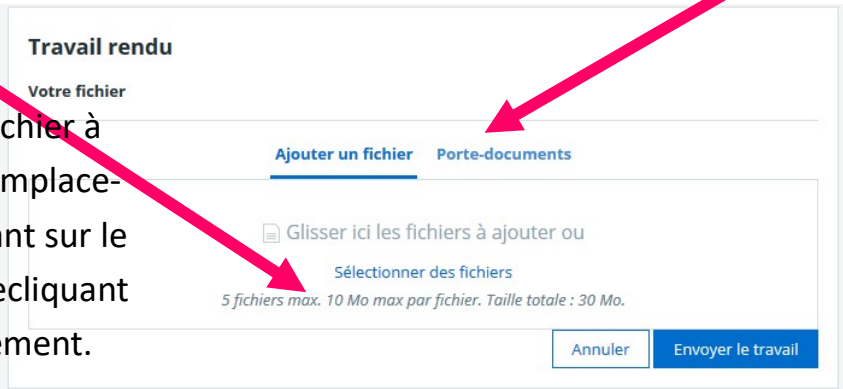 Travail rendu
Votre fichier
chier à
Ajouter un fichier Porte-documents
mplace-
Glisser ici les fichiers à ajouter ou
nt sur le
Sélectionner des fichiers
ecliquant
5 fichiers max. 10 Mo max par fichier. Taille totale : 30 Mo.
ement.
Annuler Envoyer le travail